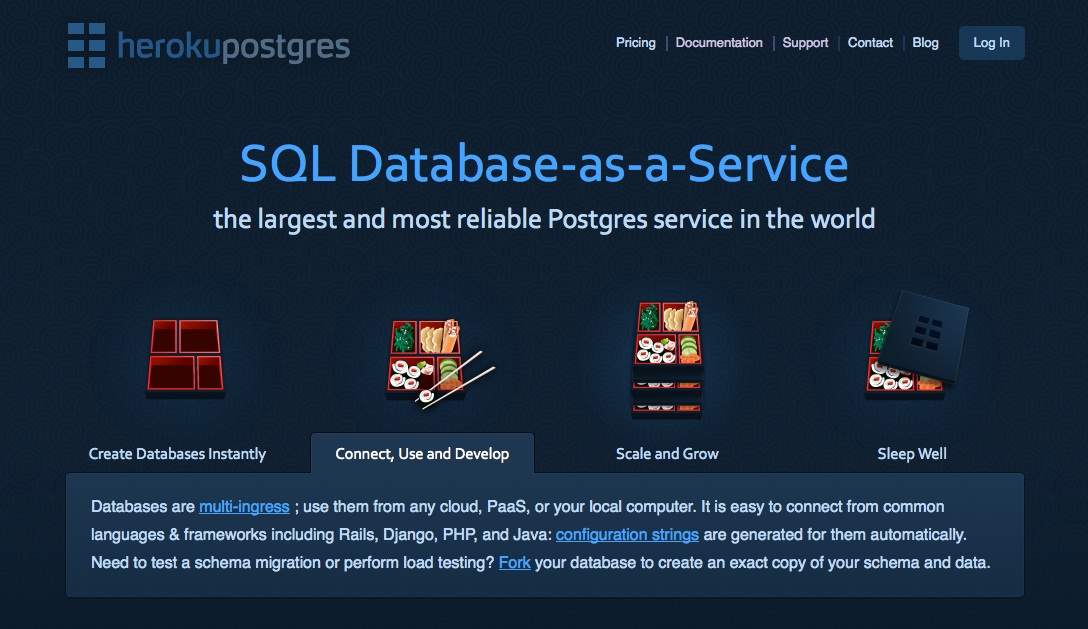 herokupostgres
Pricing | Documentation | Support | Contact | Blog Log In
SQL Database-as-a-Service
the largest and most reliable Postgres service in the world
Create Databases Instantly Connect, Use and Develop Scale and Grow Sleep Well
Databases are multi-ingress ; use them from any cloud, PaaS, or your local computer. It is easy to connect from common
languages & frameworks including Rails, Django, PHP, and Java: configuration strings are generated for them automatically.
Need to test a schema migration or perform load testing? Fork your database to create an exact copy of your schema and data.